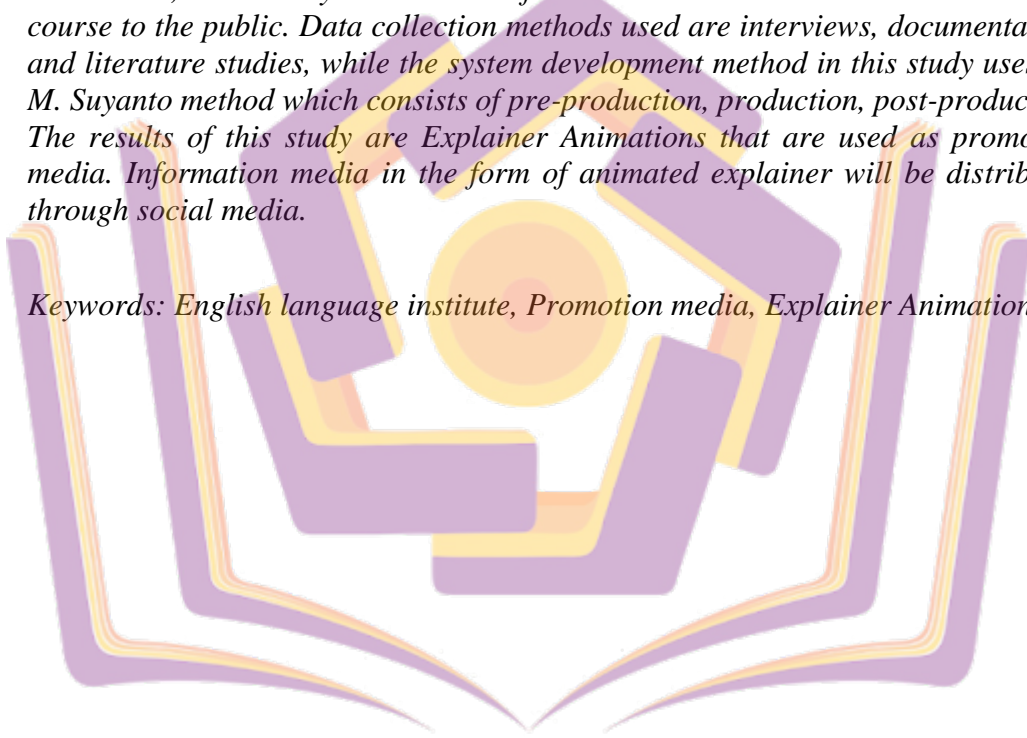 course to the public. Data collection methods used are interviews, documenta
and literature studies, while the system development method in this study use
M. Suyanto method which consists of pre-production, production, post-produc
The results of this study are Explainer Animations that are used as promo
media. Information media in the form of animated explainer will be distrib
through social media.
Keywords: English language institute, Promotion media, Explainer Animation